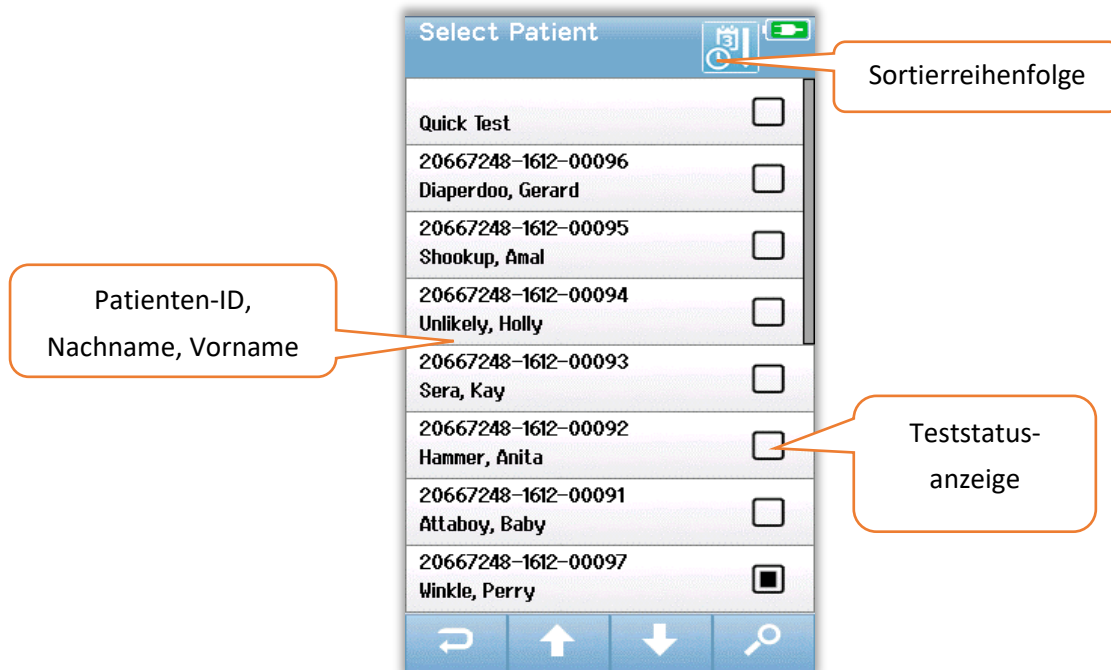 Select Patient
3
Sortierreihenfolge
Quick Test
20667248-1612-00096
Diaperdoo, Gerard
20667248-1612-00095
Shookup, Amal
20667248-1612-00094
Unlikely, Holly
Patienten-ID,
Nachname, Vorname
20667248-1612-00093
Sera, Kay
20667248-1612-00092
Hammer, Anita
Teststatus-
anzeige
20667248-1612-00091
Attaboy, Baby
20667248-1612-00097
Winkle, Perry